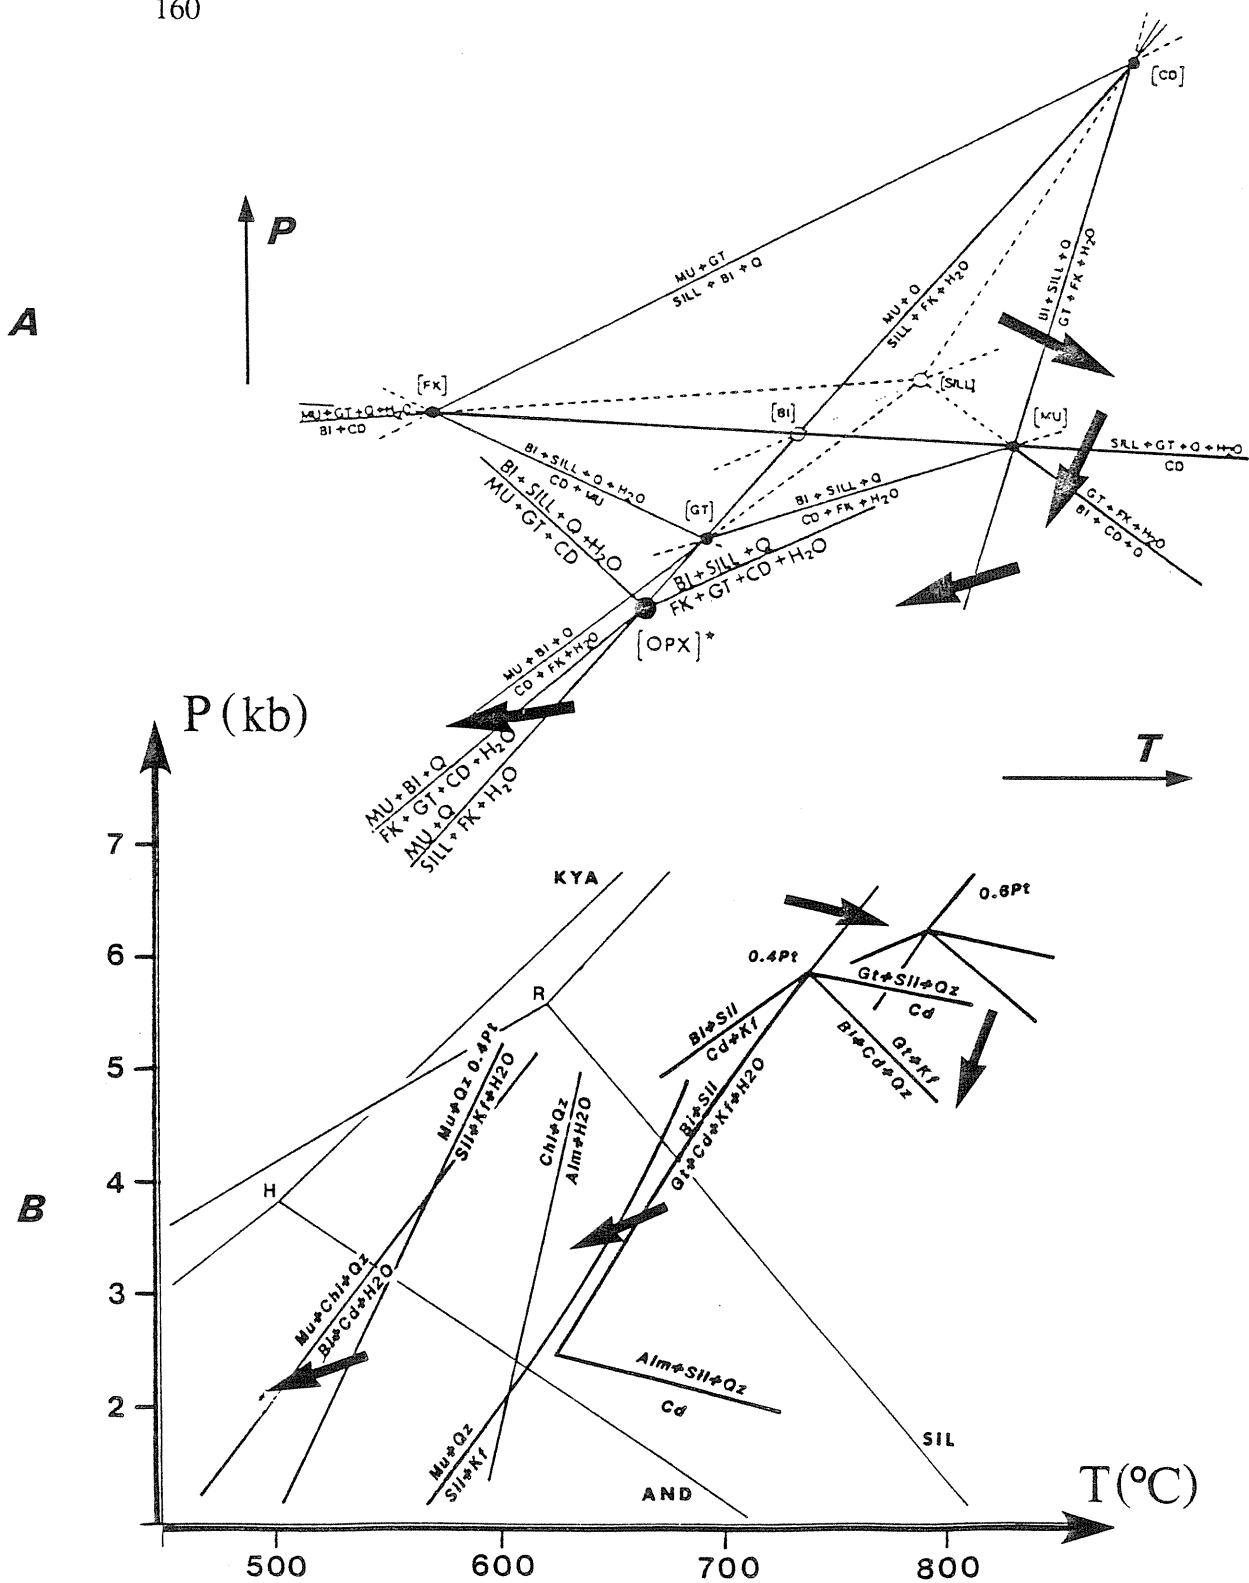 160
[CD]
P
A
MU + GT
SILL + BI + Q
MU + Q
SILL + FK + H2O
BI + SILL + Q
GT + FK + H2O
[FK]
[SILL]
[BI]
[MU]
MU+GT+Q+H2O
BI + CD
SILL + GT + Q + H2O
CD
BI + SILL + Q + H2O
CD + MU
BI + SILL + Q + H2O
MU + GT + CD
[GT]
BI + SILL + Q
CD + FK + H2O
GT + FK + H2O
BI + CD + Q
BI + SILL + Q
FK + GT + CD + H2O
[OPX]*
MU + BI + Q
CD + FK + H2O
MU + BI + Q
FK + GT + CD + H2O
MU + Q
SILL + FK + H2O
P (kb)
T
7
6
5
4
3
2
KYA
0.6Pt
0.4Pt
R
Gt+Sil+Qz
Cd
Bi+Sil
Cd+Kf
Gt+Kf
Bi+Cd+Qz
Mu+Qz 0.4Pt
Sil+Kf+H2O
Chl+Qz
Alm+H2O
Bi+Sil
Gt+Cd+Kf+H2O
H
B
Mu+Chl+Qz
Bi+Cd+H2O
Alm+Sil+Qz
Cd
Mu+Qz
Sil+Kf
SIL
AND
T(°C)
500
600
700
800